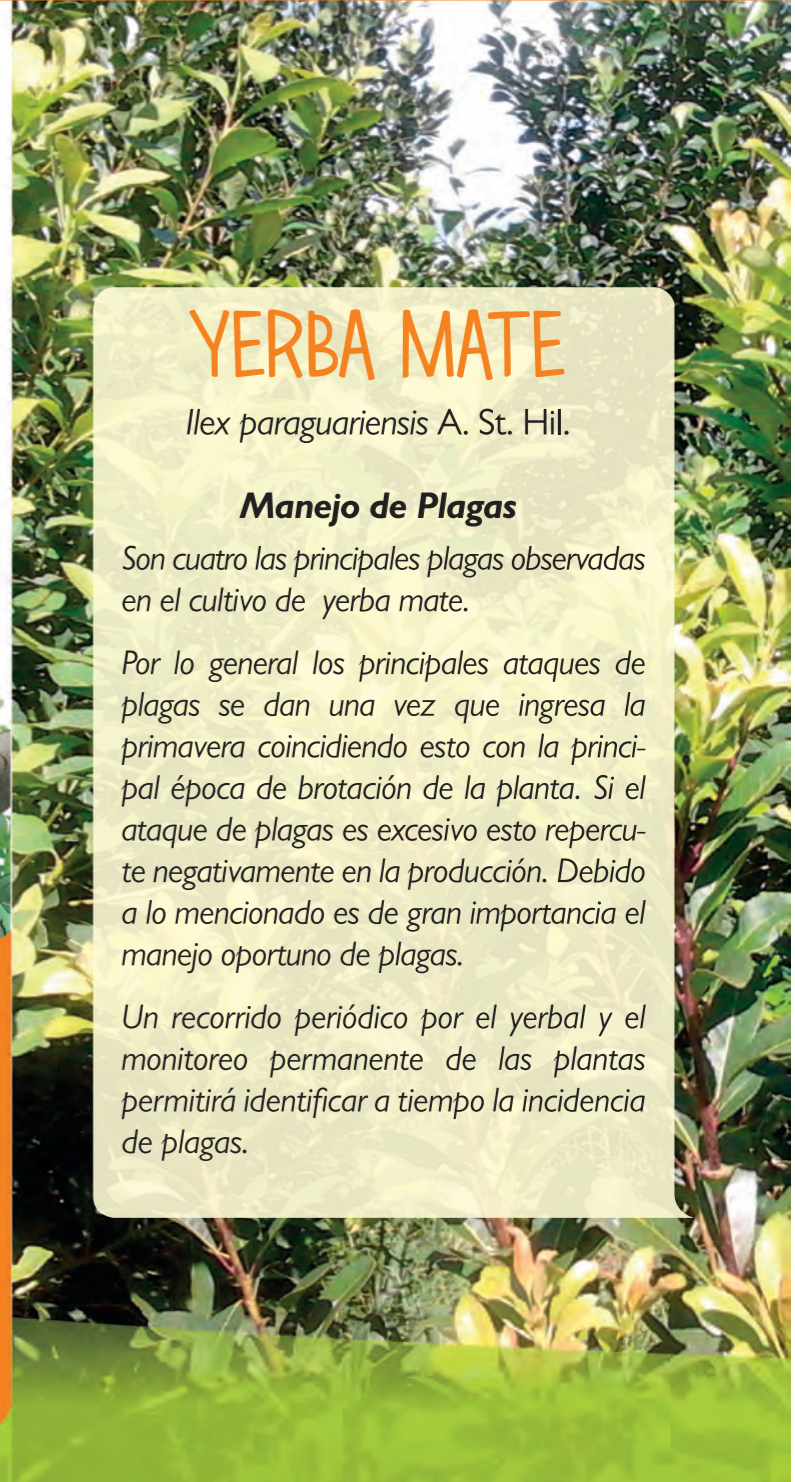 YERBA MATE
Ilex paraguariensis A. St. Hil.
Manejo de Plagas
Son cuatro las principales plagas observadas
en el cultivo de yerba mate.
Por lo general los principales ataques de
plagas se dan una vez que ingresa la
primavera coincidiendo esto con la princi-
pal época de brotación de la planta. Si el
ataque de plagas es excesivo esto repercu-
te negativamente en la producción. Debido
a lo mencionado es de gran importancia el
manejo oportuno de plagas.
Un recorrido periódico por el yerbal y el
monitoreo permanente de las plantas
permitirá identificar a tiempo la incidencia
de plagas.